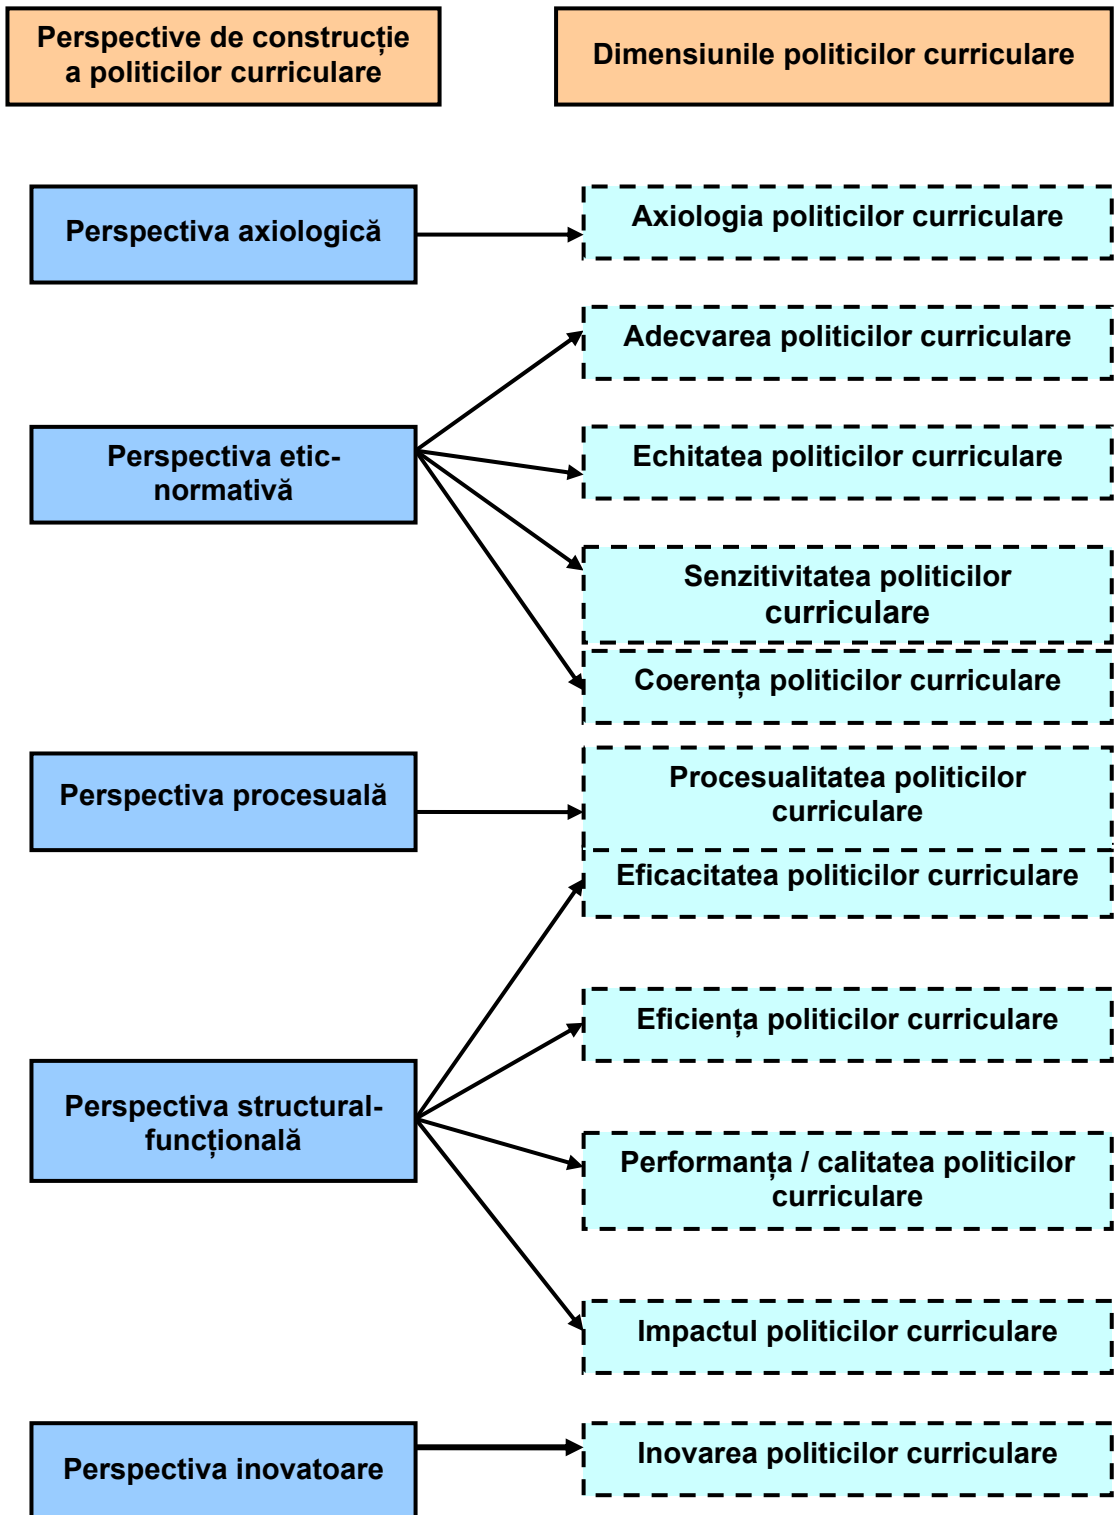 Perspective de construcție
a politicilor curriculare
Dimensiunile politicilor curriculare
Perspectiva axiologică
Axiologia politicilor curriculare
Adecvarea politicilor curriculare
Perspectiva etic-
normativă
Echitatea politicilor curriculare
Senzitivitatea politicilor
curriculare
Coerența politicilor curriculare
Perspectiva procesuală
Procesualitatea politicilor
curriculare
Eficacitatea politicilor curriculare
Eficiența politicilor curriculare
Perspectiva structural-
funcțională
Performanța / calitatea politicilor
curriculare
Impactul politicilor curriculare
Perspectiva inovatoare
Inovarea politicilor curriculare